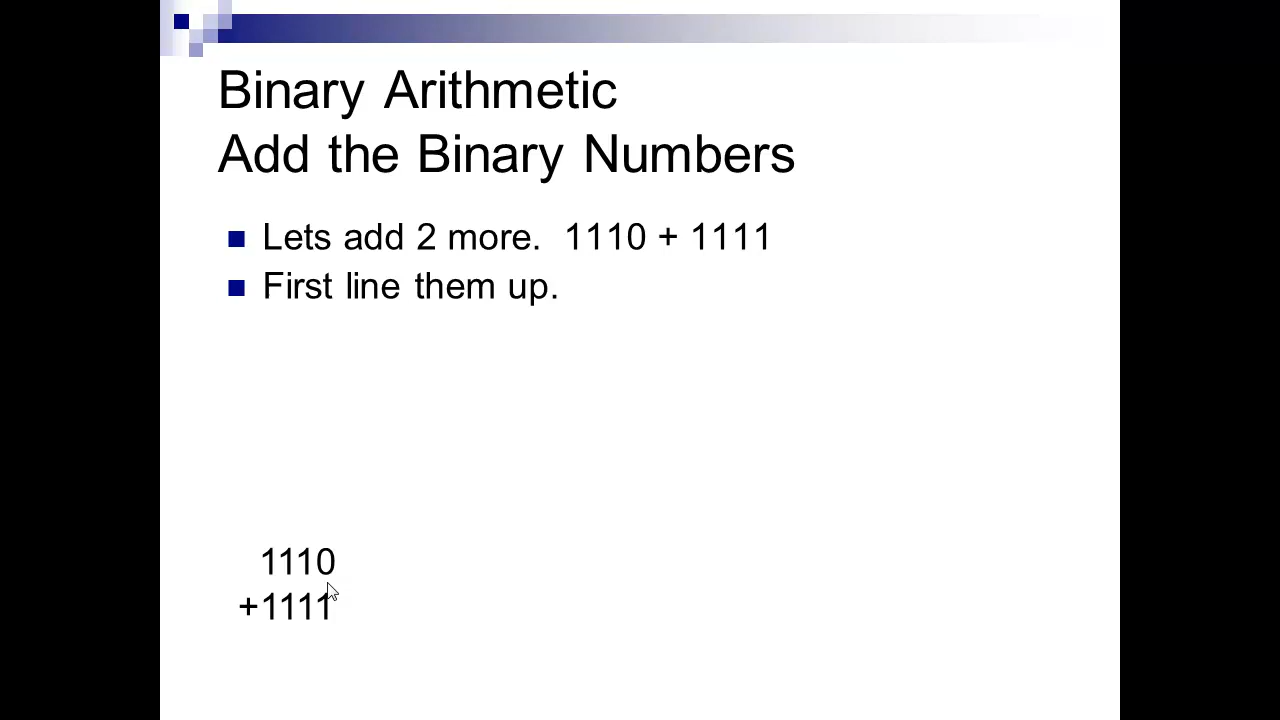 Binary Arithmetic
Add the Binary Numbers
Lets add 2 more.  1110 + 1111
First line them up.
1110
+1111